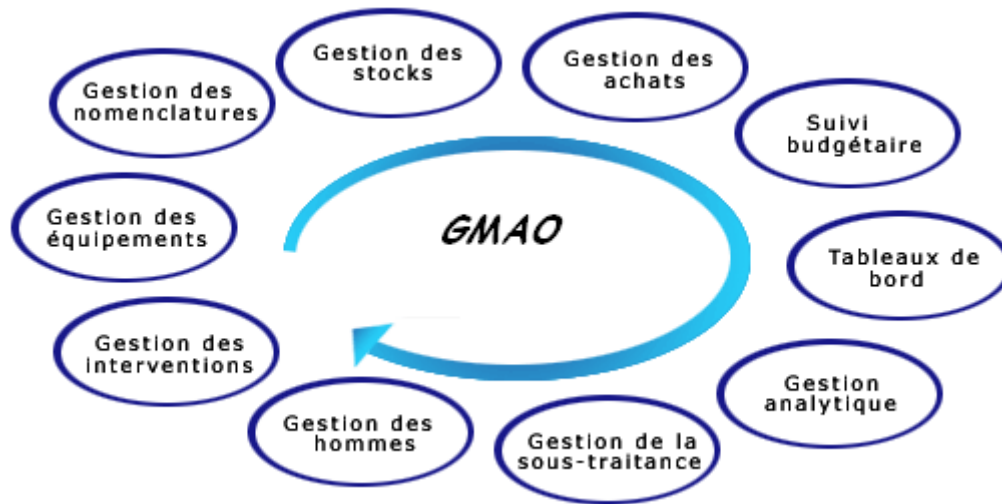 Gestion des
stocks
Gestion des
achats
Gestion des
nomenclatures
Suivi
budgétaire
Gestion des
équipements
GMAO
Tableaux de
bord
Gestion des
interventions
Gestion
analytique
Gestion des
hommes
Gestion de la
sous-traitance